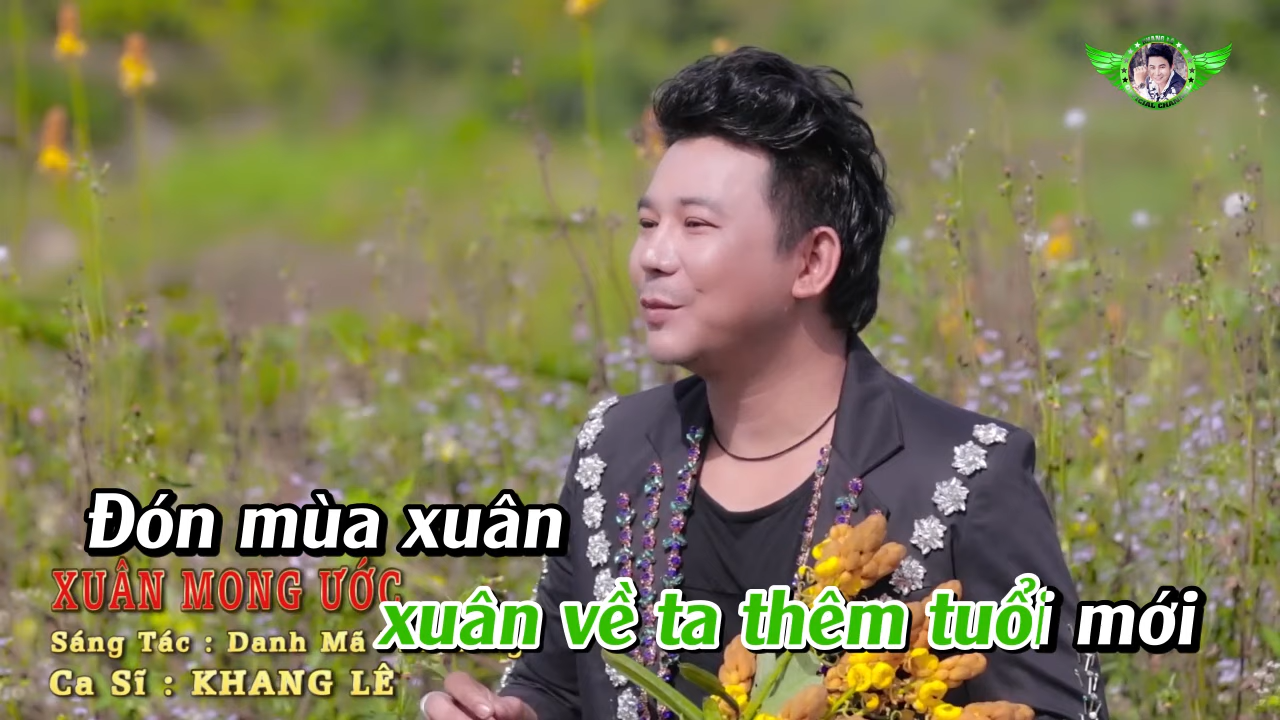 Đón mùa xuân
XUÂN MONG ƯỚC
xuân về ta thêm tuổi mới
Sáng Tác : Danh Mã
Ca Sĩ : KHANG LÊ